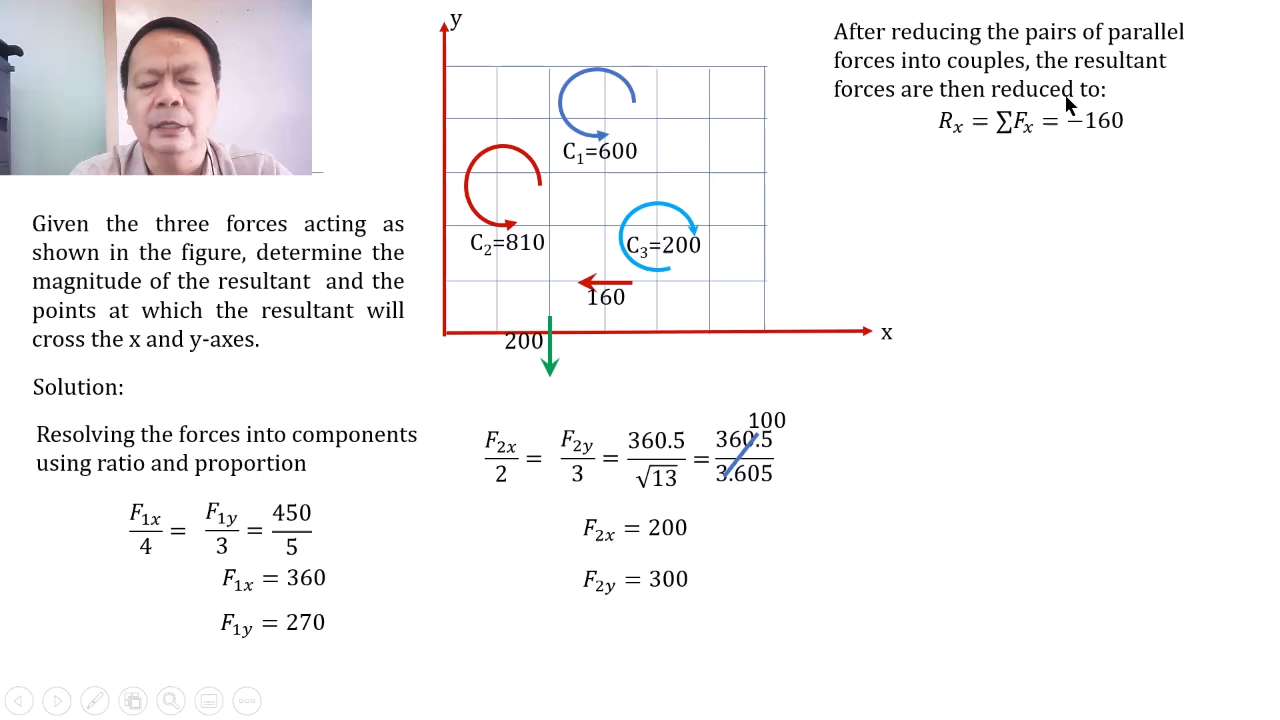 Given the three forces acting as
shown in the figure, determine the
magnitude of the resultant and the
points at which the resultant will
cross the x and y-axes.
Solution:
Resolving the forces into components
using ratio and proportion
F₁ₓ/4 = F₁y/3 = 450/5
F₁ₓ = 360
F₁y = 270
y
C₁=600
C₂=810
C₃=200
160
200
x
F₂ₓ/2 = F₂y/3 = 360.5/√13 = 360.5/3.605
100
F₂ₓ = 200
F₂y = 300
After reducing the pairs of parallel
forces into couples, the resultant
forces are then reduced to:
Rₓ = ∑Fₓ = −160